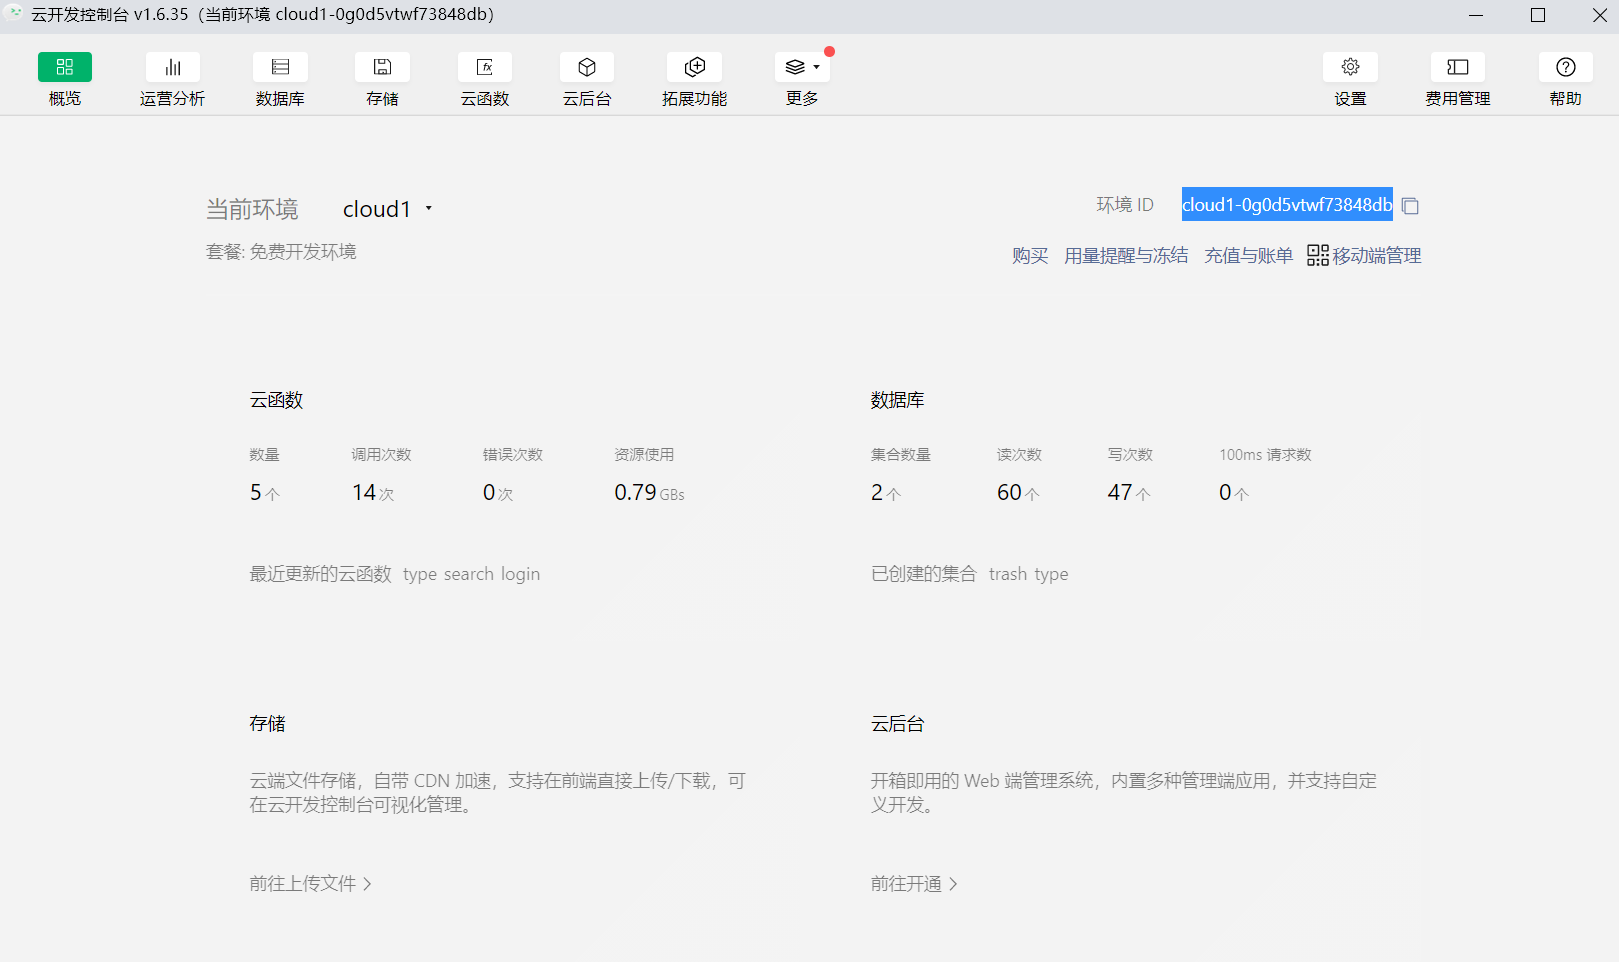 云开发控制台 v1.6.35（当前环境 cloud1-0g0d5vtwf73848db）
概览 运营分析 数据库 存储 云函数 云后台 拓展功能 更多 设置 费用管理 帮助
当前环境 cloud1 环境 ID cloud1-0g0d5vtwf73848db
套餐: 免费开发环境 购买 用量提醒与冻结 充值与账单 移动端管理
云函数
数量 调用次数 错误次数 资源使用
5 个 14 次 0 次 0.79 GBs
最近更新的云函数 type search login
数据库
集合数量 读次数 写次数 100ms 请求数
2 个 60 个 47 个 0 个
已创建的集合 trash type
存储
云端文件存储，自带 CDN 加速，支持在前端直接上传/下载，可
在云开发控制台可视化管理。
前往上传文件
云后台
开箱即用的 Web 端管理系统，内置多种管理端应用，并支持自定
义开发。
前往开通